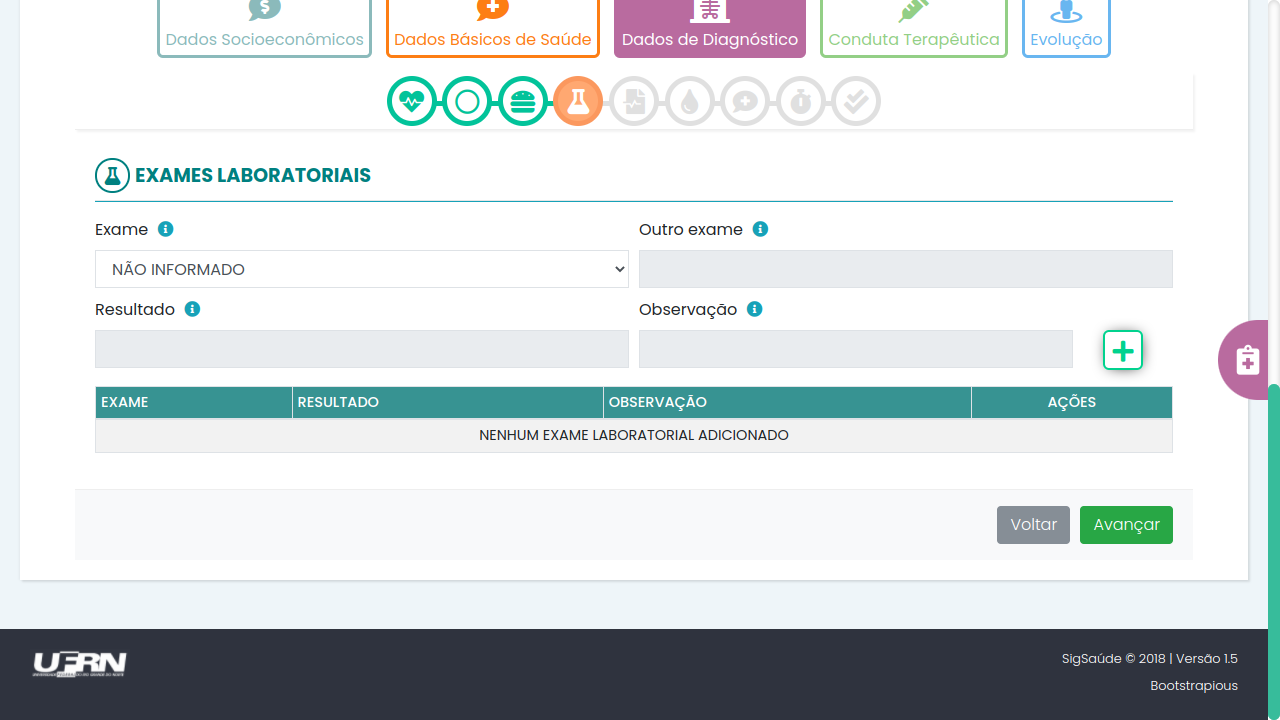 Dados Socioeconômicos
Dados Básicos de Saúde
Dados de Diagnóstico
Conduta Terapêutica
Evolução
EXAMES LABORATORIAIS
Exame
Outro exame
NÃO INFORMADO
Resultado
Observação
EXAME RESULTADO OBSERVAÇÃO AÇÕES
NENHUM EXAME LABORATORIAL ADICIONADO
Voltar
Avançar
UFRN
SigSaúde © 2018 | Versão 1.5
Bootstrapious